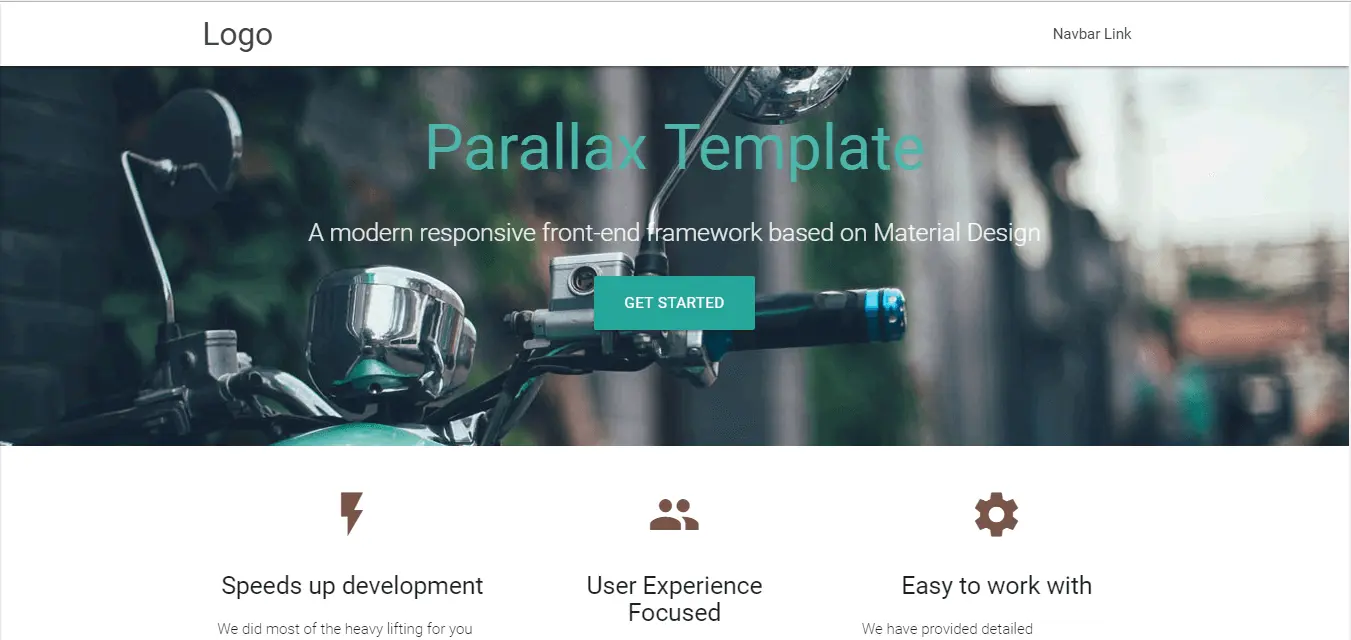 Logo
Navbar Link
Parallax Template
A modern responsive front-end framework based on Material Design
GET STARTED
Speeds up development
User Experience
Focused
Easy to work with
We did most of the heavy lifting for you
We have provided detailed